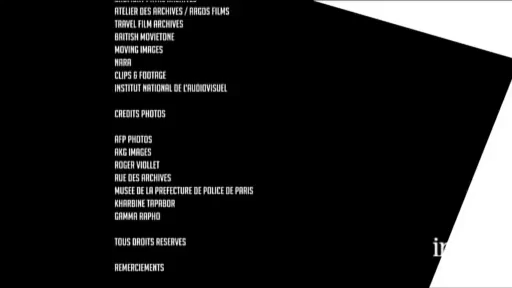 ATELIER DES ARCHIVES / ARGOS FILMS
TRAVEL FILM ARCHIVES
BRITISH MOVIETONE
MOVING IMAGES
NARA
CLIPS & FOOTAGE
INSTITUT NATIONAL DE L'AUDIOVISUEL
CREDITS PHOTOS
AFP PHOTOS
AKG IMAGES
ROGER VIOLLET
RUE DES ARCHIVES
MUSEE DE LA PREFECTURE DE POLICE DE PARIS
KHARBINE TAPABOR
GAMMA RAPHO
TOUS DROITS RESERVES
REMERCIEMENTS